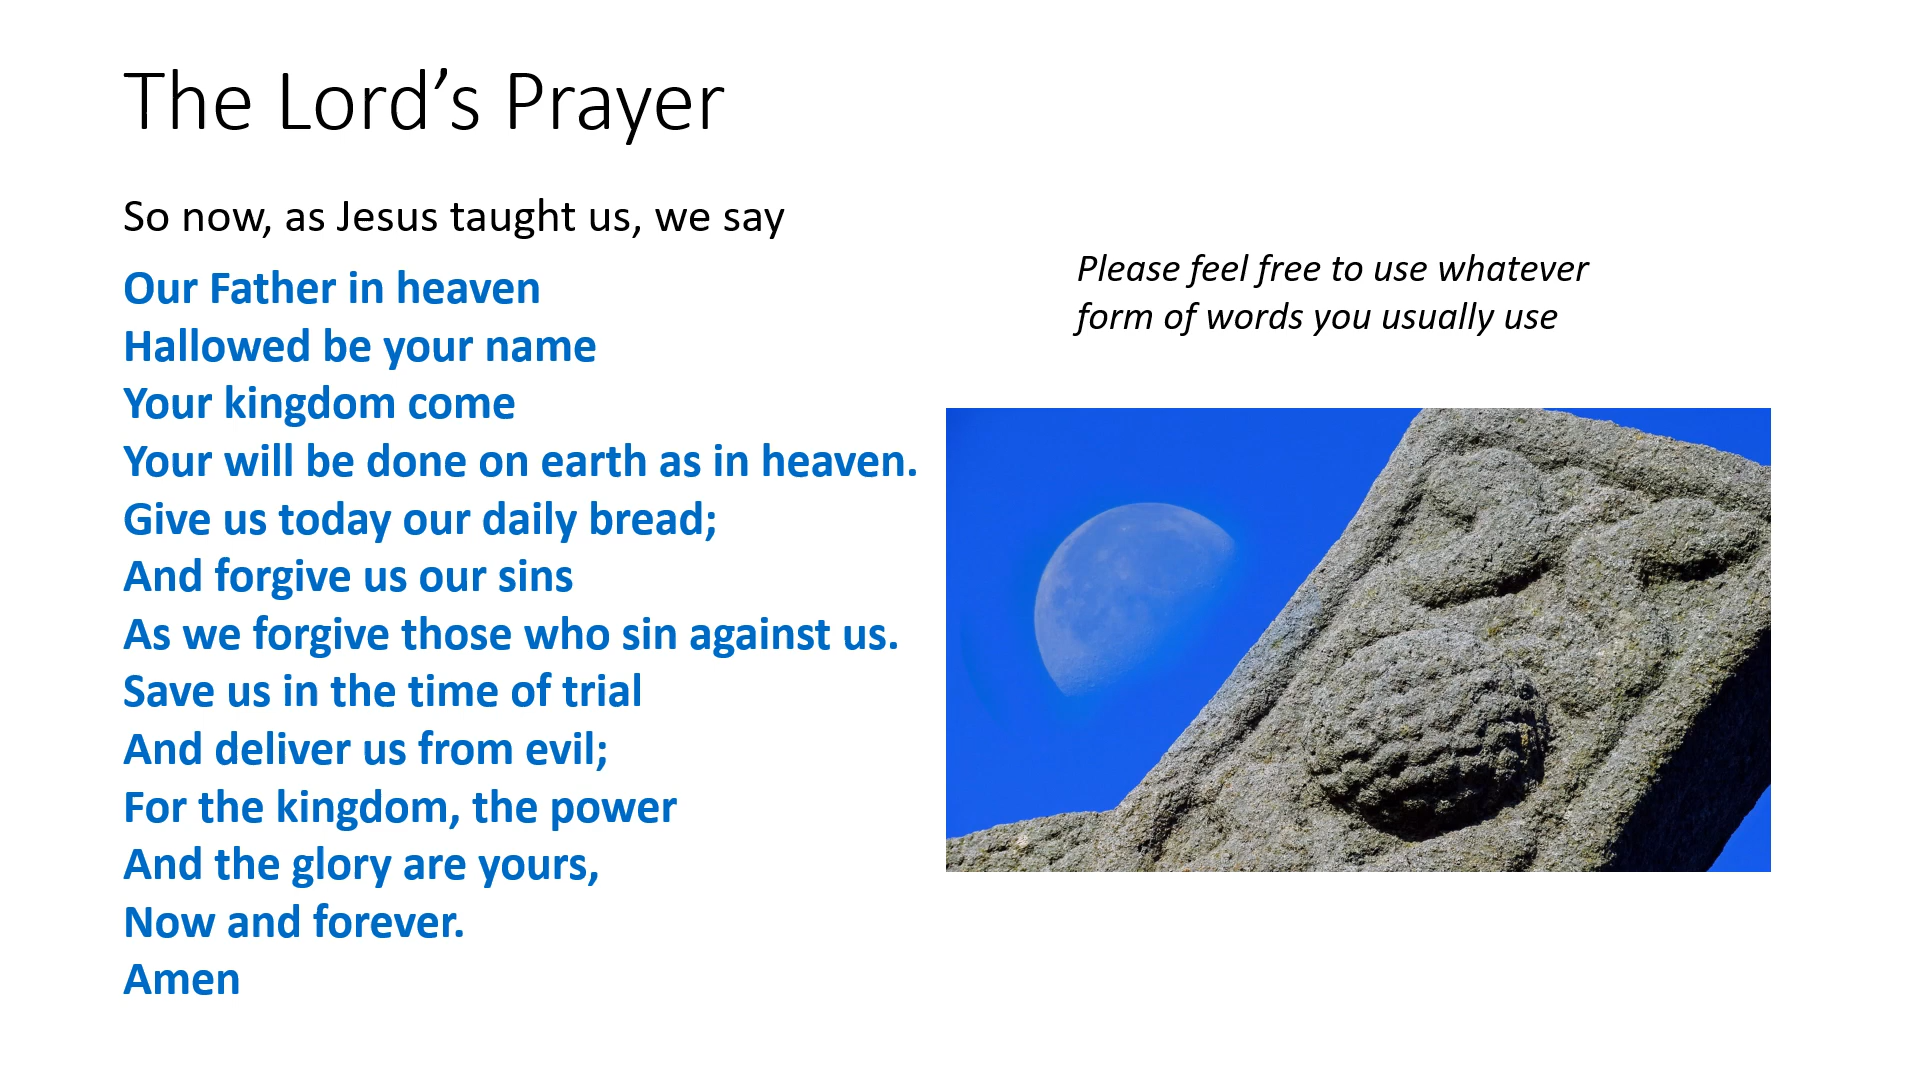 The Lord’s Prayer
So now, as Jesus taught us, we say
Our Father in heaven
Hallowed be your name
Your kingdom come
Your will be done on earth as in heaven.
Give us today our daily bread;
And forgive us our sins
As we forgive those who sin against us.
Save us in the time of trial
And deliver us from evil;
For the kingdom, the power
And the glory are yours,
Now and forever.
Amen
Please feel free to use whatever
form of words you usually use